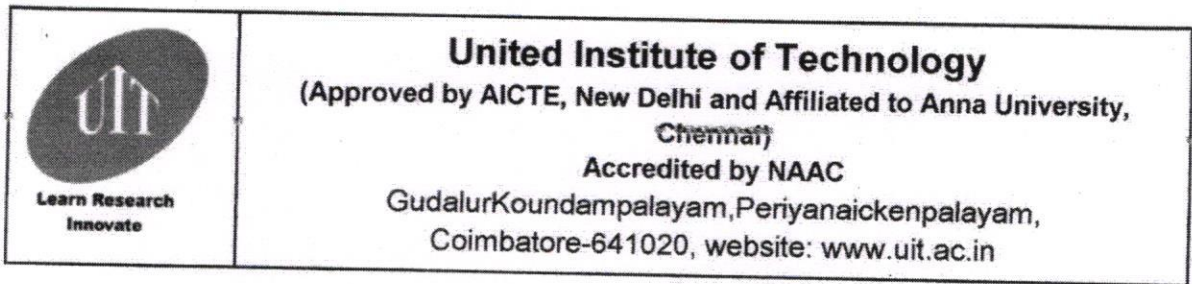 UIT
Learn Research
Innovate
United Institute of Technology
(Approved by AICTE, New Delhi and Affiliated to Anna University,
Chennai)
Accredited by NAAC
GudalurKoundampalayam,Periyanaickenpalayam,
Coimbatore-641020, website: www.uit.ac.in